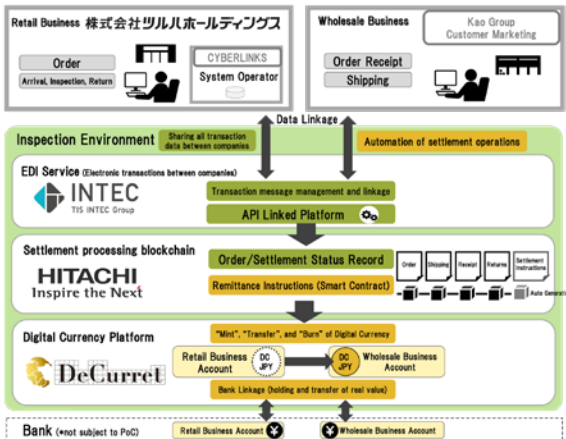 Retail Business 株式会社ツルハホールディングス
Order
Arrival, Inspection, Return
CYBERLINKS
System Operator
Wholesale Business
Kao Group
Customer Marketing
Order Receipt
Shipping
Data Linkage
Inspection Environment
Sharing all transaction
data between companies
Automation of settlement operations
EDI Service (Electronic transactions between companies)
INTEC
TIS INTEC Group
Transaction message management and linkage
API Linked Platform
Settlement processing blockchain
HITACHI
Inspire the Next
Order/Settlement Status Record
Remittance Instructions (Smart Contract)
Order
Shipping
Receipt
Returns
Settlement
Instructions
Auto Generati
Digital Currency Platform
DeCurret
"Mint", "Transfer", and "Burn" of Digital Currency
Retail Business
Account
DC
JPY
DC
JPY
Wholesale Business
Account
Bank Linkage (holding and transfer of real value)
Bank (*not subject to PoC)
Retail Business Account ¥
¥ Wholesale Business Account